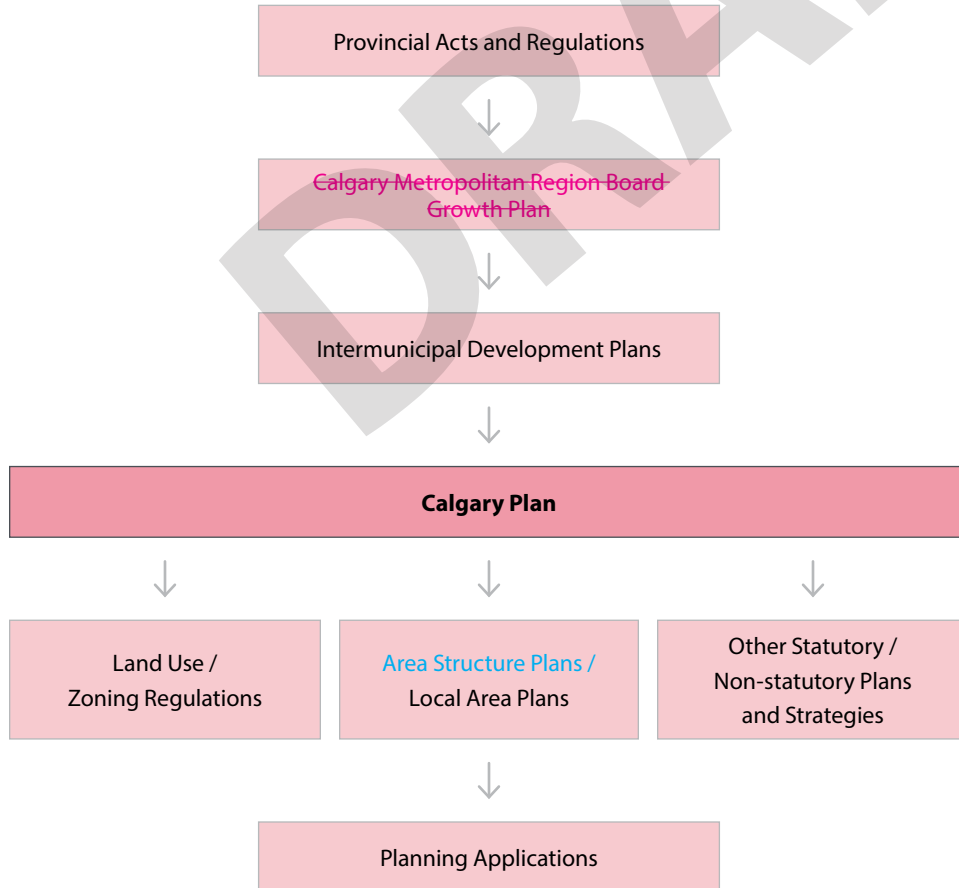 DRA
Provincial Acts and Regulations
Calgary Metropolitan Region Board
Growth Plan
Intermunicipal Development Plans
Calgary Plan
Land Use /
Zoning Regulations
Area Structure Plans /
Local Area Plans
Other Statutory /
Non-statutory Plans
and Strategies
Planning Applications